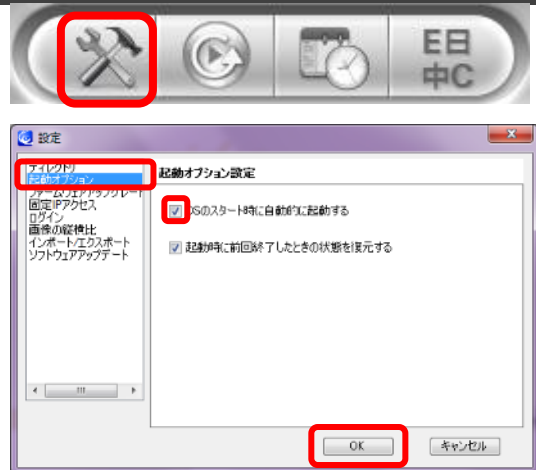 E日
中C
設定
ディレクトリ
起動オプション
ファームウェアアップグレード
固定IPアクセス
ログイン
画像の縦横比
インポート/エクスポート
ソフトウェアアップデート
起動オプション設定
OSのスタート時に自動的に起動する
起動時に前回終了したときの状態を復元する
OK
キャンセル